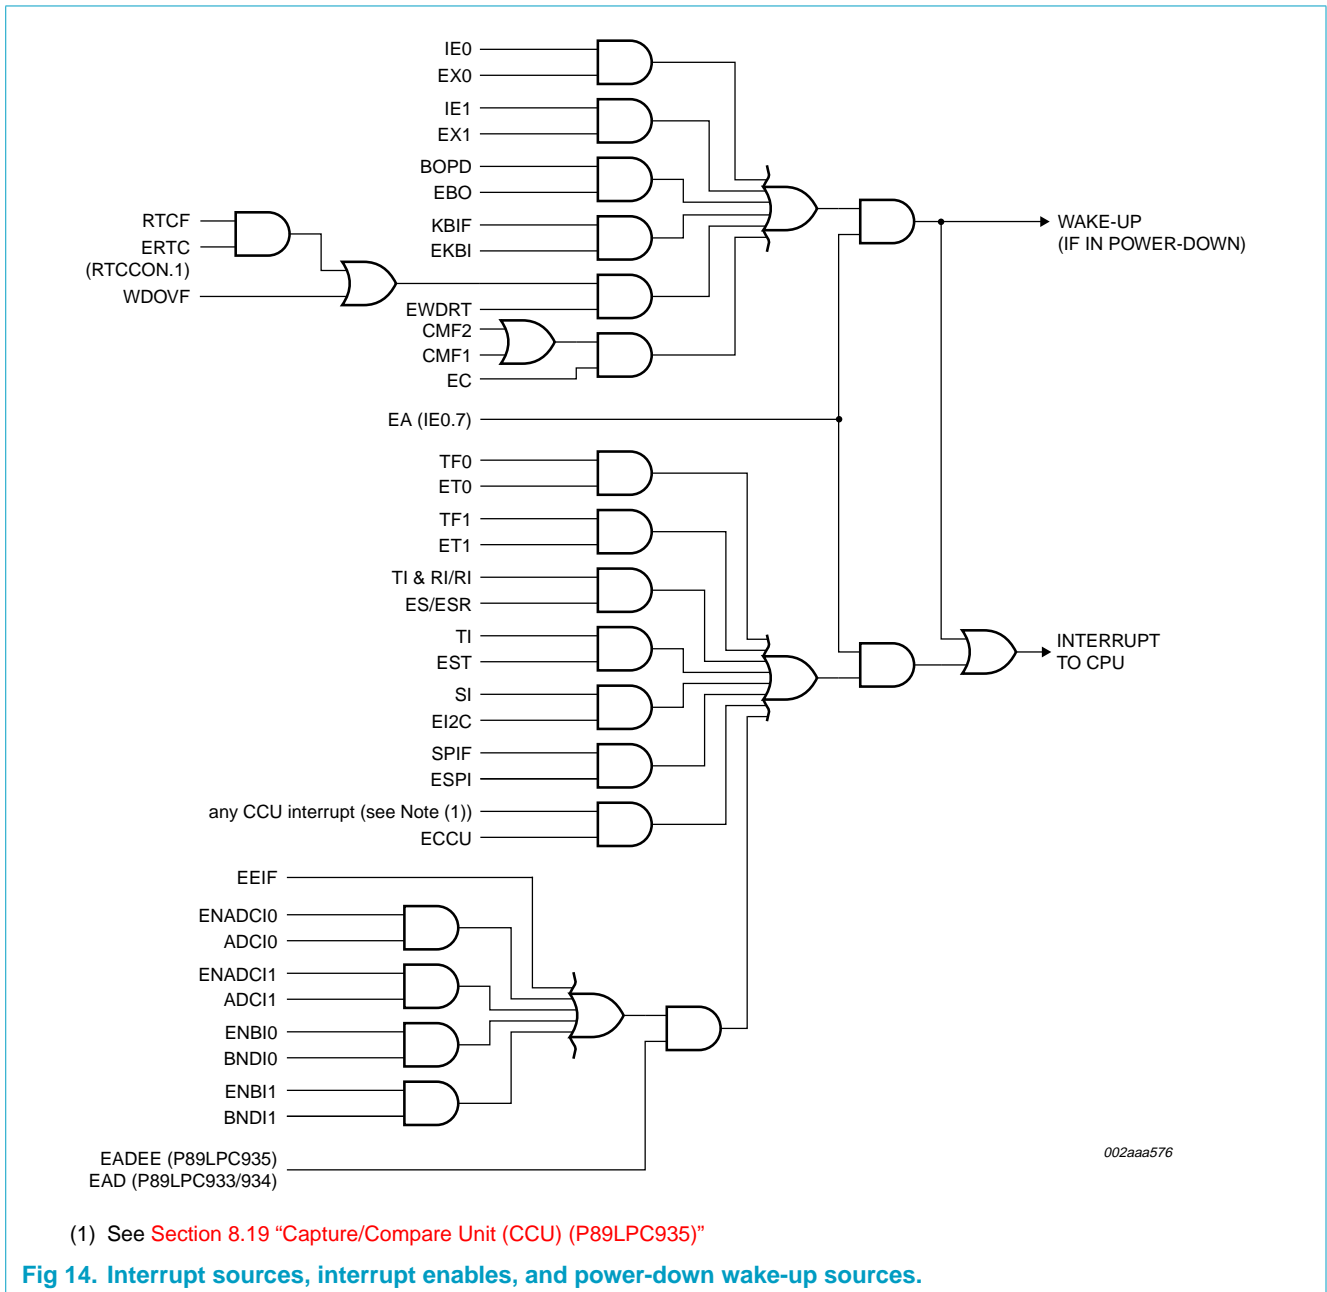 IE0
EX0
IE1
EX1
BOPD
EBO
RTCF
KBIF
ERTC
EKBI
(RTCCON.1)
WDOVF
EWDRT
CMF2
CMF1
EC
WAKE-UP
(IF IN POWER-DOWN)
EA (IE0.7)
TF0
ET0
TF1
ET1
TI & RI/RI
ES/ESR
TI
EST
INTERRUPT
TO CPU
SI
EI2C
SPIF
ESPI
any CCU interrupt (see Note (1))
ECCU
EEIF
ENADCI0
ADCI0
ENADCI1
ADCI1
ENBI0
BNDI0
ENBI1
BNDI1
EADEE (P89LPC935)
EAD (P89LPC933/934)
002aaa576
(1) See Section 8.19 “Capture/Compare Unit (CCU) (P89LPC935)”
Fig 14. Interrupt sources, interrupt enables, and power-down wake-up sources.